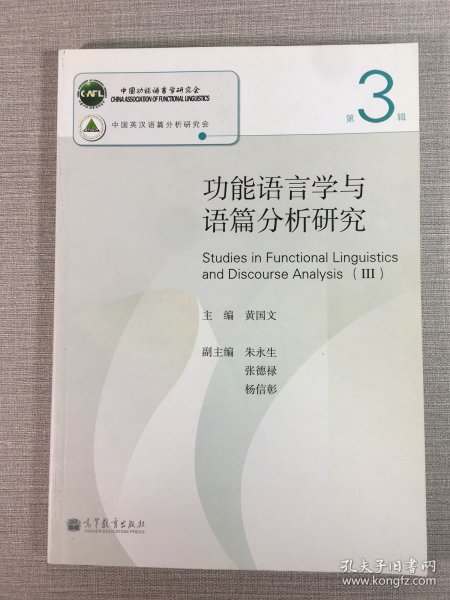 CAFL
中国功能语言学研究会
CHINA ASSOCIATION OF FUNCTIONAL LINGUISTICS
中国英汉语篇分析研究会
第3辑
功能语言学与
语篇分析研究
Studies in Functional Linguistics
and Discourse Analysis (III)
主 编 黄国文
副主编 朱永生
张德禄
杨信彰
高等教育出版社
HIGHER EDUCATION PRESS
孔夫子旧书网
www.kongfz.com